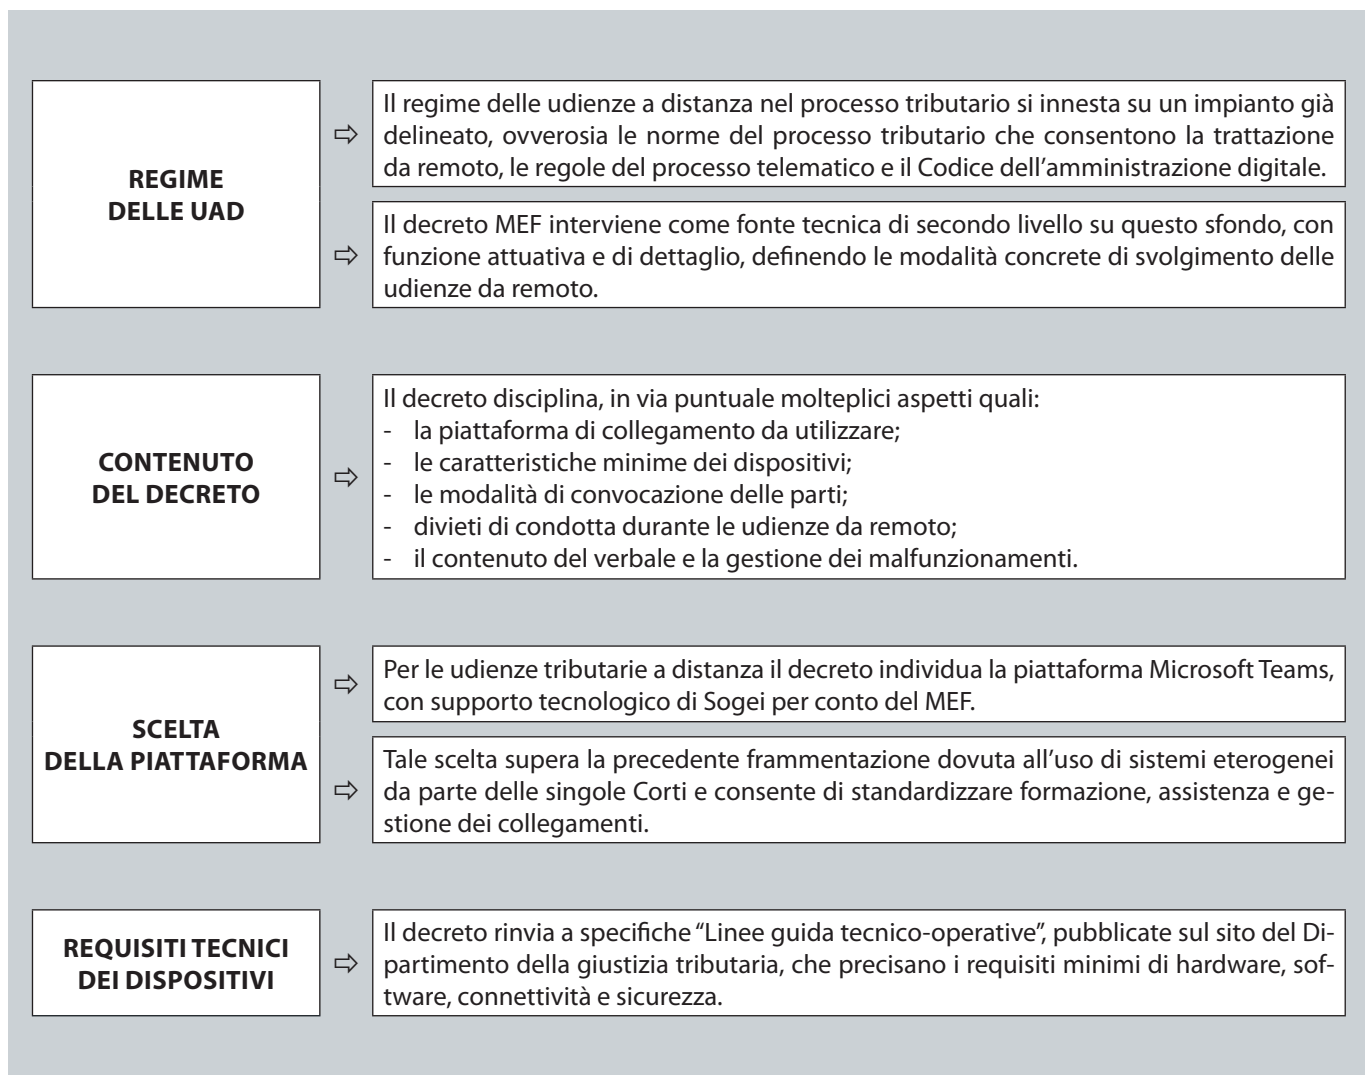 REGIME
DELLE UAD
Il regime delle udienze a distanza nel processo tributario si innesta su un impianto già
delineato, ovverosia le norme del processo tributario che consentono la trattazione
da remoto, le regole del processo telematico e il Codice dell’amministrazione digitale.
Il decreto MEF interviene come fonte tecnica di secondo livello su questo sfondo, con
funzione attuativa e di dettaglio, definendo le modalità concrete di svolgimento delle
udienze da remoto.
CONTENUTO
DEL DECRETO
Il decreto disciplina, in via puntuale molteplici aspetti quali:
- la piattaforma di collegamento da utilizzare;
- le caratteristiche minime dei dispositivi;
- le modalità di convocazione delle parti;
- divieti di condotta durante le udienze da remoto;
- il contenuto del verbale e la gestione dei malfunzionamenti.
SCELTA
DELLA PIATTAFORMA
Per le udienze tributarie a distanza il decreto individua la piattaforma Microsoft Teams,
con supporto tecnologico di Sogei per conto del MEF.
Tale scelta supera la precedente frammentazione dovuta all’uso di sistemi eterogenei
da parte delle singole Corti e consente di standardizzare formazione, assistenza e ge-
stione dei collegamenti.
REQUISITI TECNICI
DEI DISPOSITIVI
Il decreto rinvia a specifiche “Linee guida tecnico-operative”, pubblicate sul sito del Di-
partimento della giustizia tributaria, che precisano i requisiti minimi di hardware, sof-
tware, connettività e sicurezza.